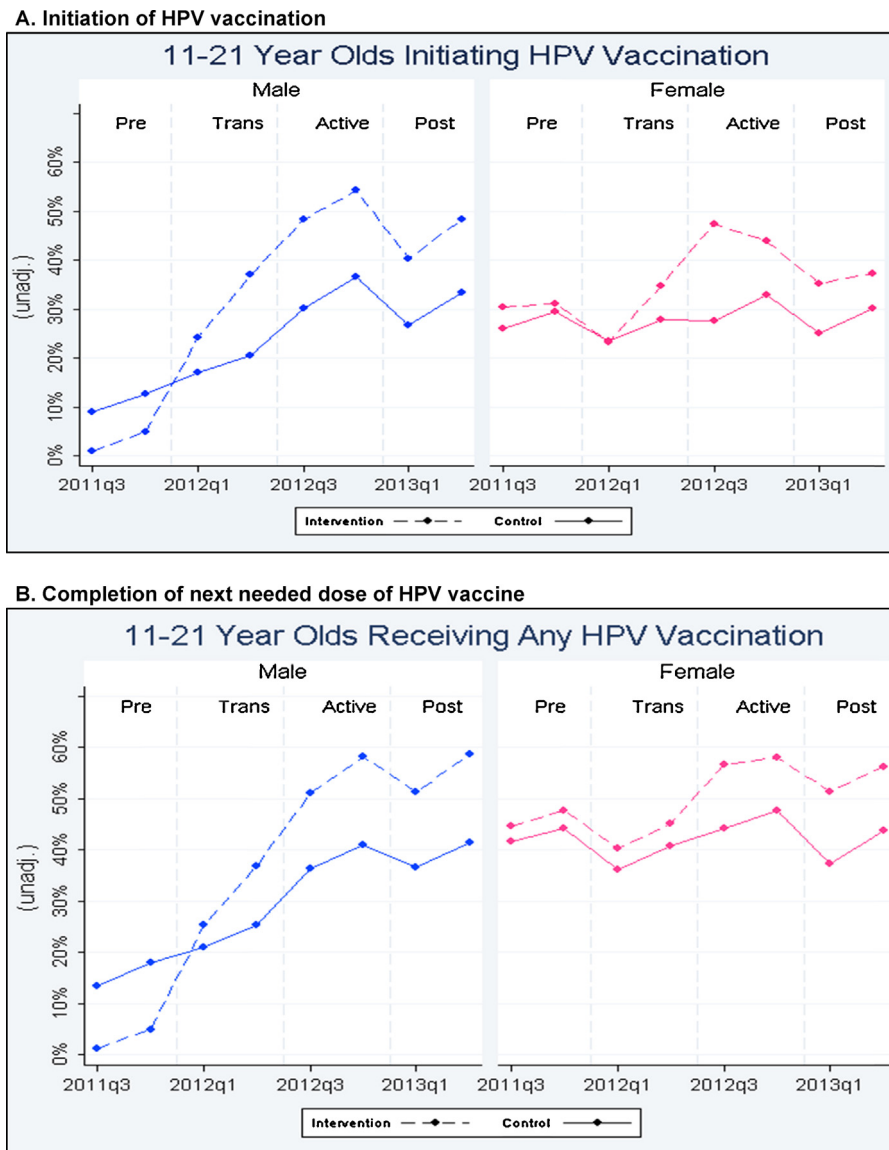 A. Initiation of HPV vaccination
11-21 Year Olds Initiating HPV Vaccination
Male
Female
Pre Trans Active Post
Pre Trans Active Post
(unadj.)
60%
50%
40%
30%
20%
10%
0%
2011q3 2012q1 2012q3 2013q1
2011q3 2012q1 2012q3 2013q1
Intervention Control
B. Completion of next needed dose of HPV vaccine
11-21 Year Olds Receiving Any HPV Vaccination
Male
Female
Pre Trans Active Post
Pre Trans Active Post
(unadj.)
60%
50%
40%
30%
20%
10%
0%
2011q3 2012q1 2012q3 2013q1
2011q3 2012q1 2012q3 2013q1
Intervention Control